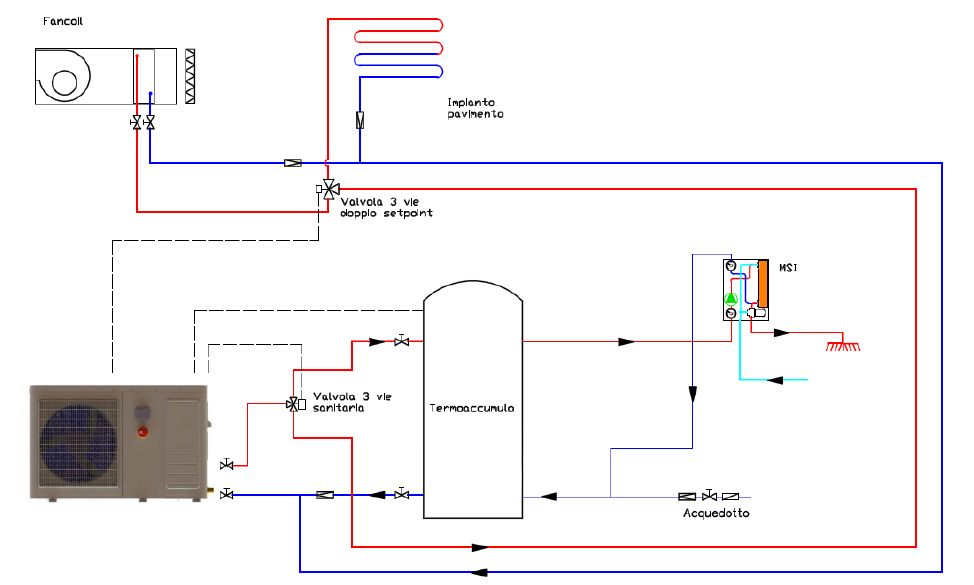 Fancoil
Impianto
pavimento
Valvola 3 vie
doppio setpoint
MSI
Valvola 3 vie
sanitaria
Termoaccumulo
Acquedotto